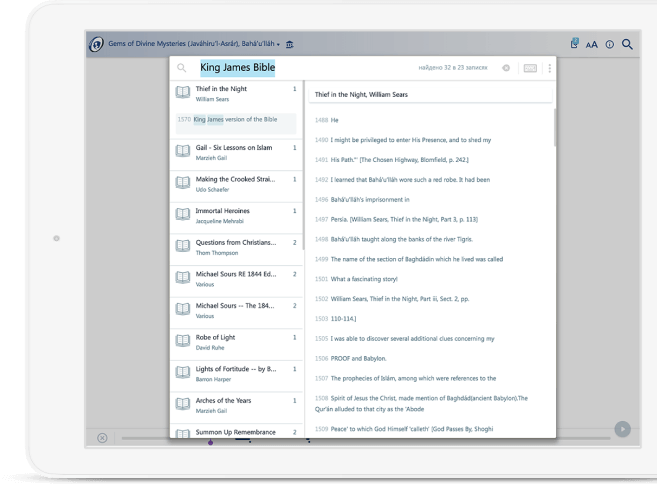 Gems of Divine Mysteries (Javáhiru'l-Asrár), Bahá'u'lláh
AA
King James Bible
найдено 32 в 23 записях
Thief in the Night 1
William Sears
1570 King James version of the Bible
Gail - Six Lessons on Islam 1
Marzieh Gail
Making the Crooked Strai... 1
Udo Schaefer
Immortal Heroines 1
Jacqueline Mehrabi
Questions from Christians... 2
Thom Thompson
Michael Sours RE 1844 Ed... 2
Various
Michael Sours -- The 184... 2
Various
Robe of Light 1
David Ruhe
Lights of Fortitude -- by B... 1
Barron Harper
Arches of the Years 1
Marzieh Gail
Summon Up Remembrance 2
Thief in the Night, William Sears
1488 He
1490 I might be privileged to enter His Presence, and to shed my
1491 His Path."' [The Chosen Highway, Blomfield, p. 242.]
1492 I learned that Bahá'u'lláh wore such a red robe. It had been
1496 Bahá'u'lláh's imprisonment in
1497 Persia. [William Sears, Thief in the Night, Part 3, p. 113]
1498 Bahá'u'lláh taught along the banks of the river Tigris.
1499 The name of the section of Baghdádin which he lived was called
1501 What a fascinating story!
1502 William Sears, Thief in the Night, Part iii, Sect. 2, pp.
1503 110-114.]
1505 I was able to discover several additional clues concerning my
1506 PROOF and Babylon.
1507 The prophecies of Islám, among which were references to the
1508 Spirit of Jesus the Christ, made mention of Baghdád(ancient Babylon).The
Qur'án alluded to that city as the 'Abode
1509 Peace' to which God Himself 'calleth' [God Passes By, Shoghi